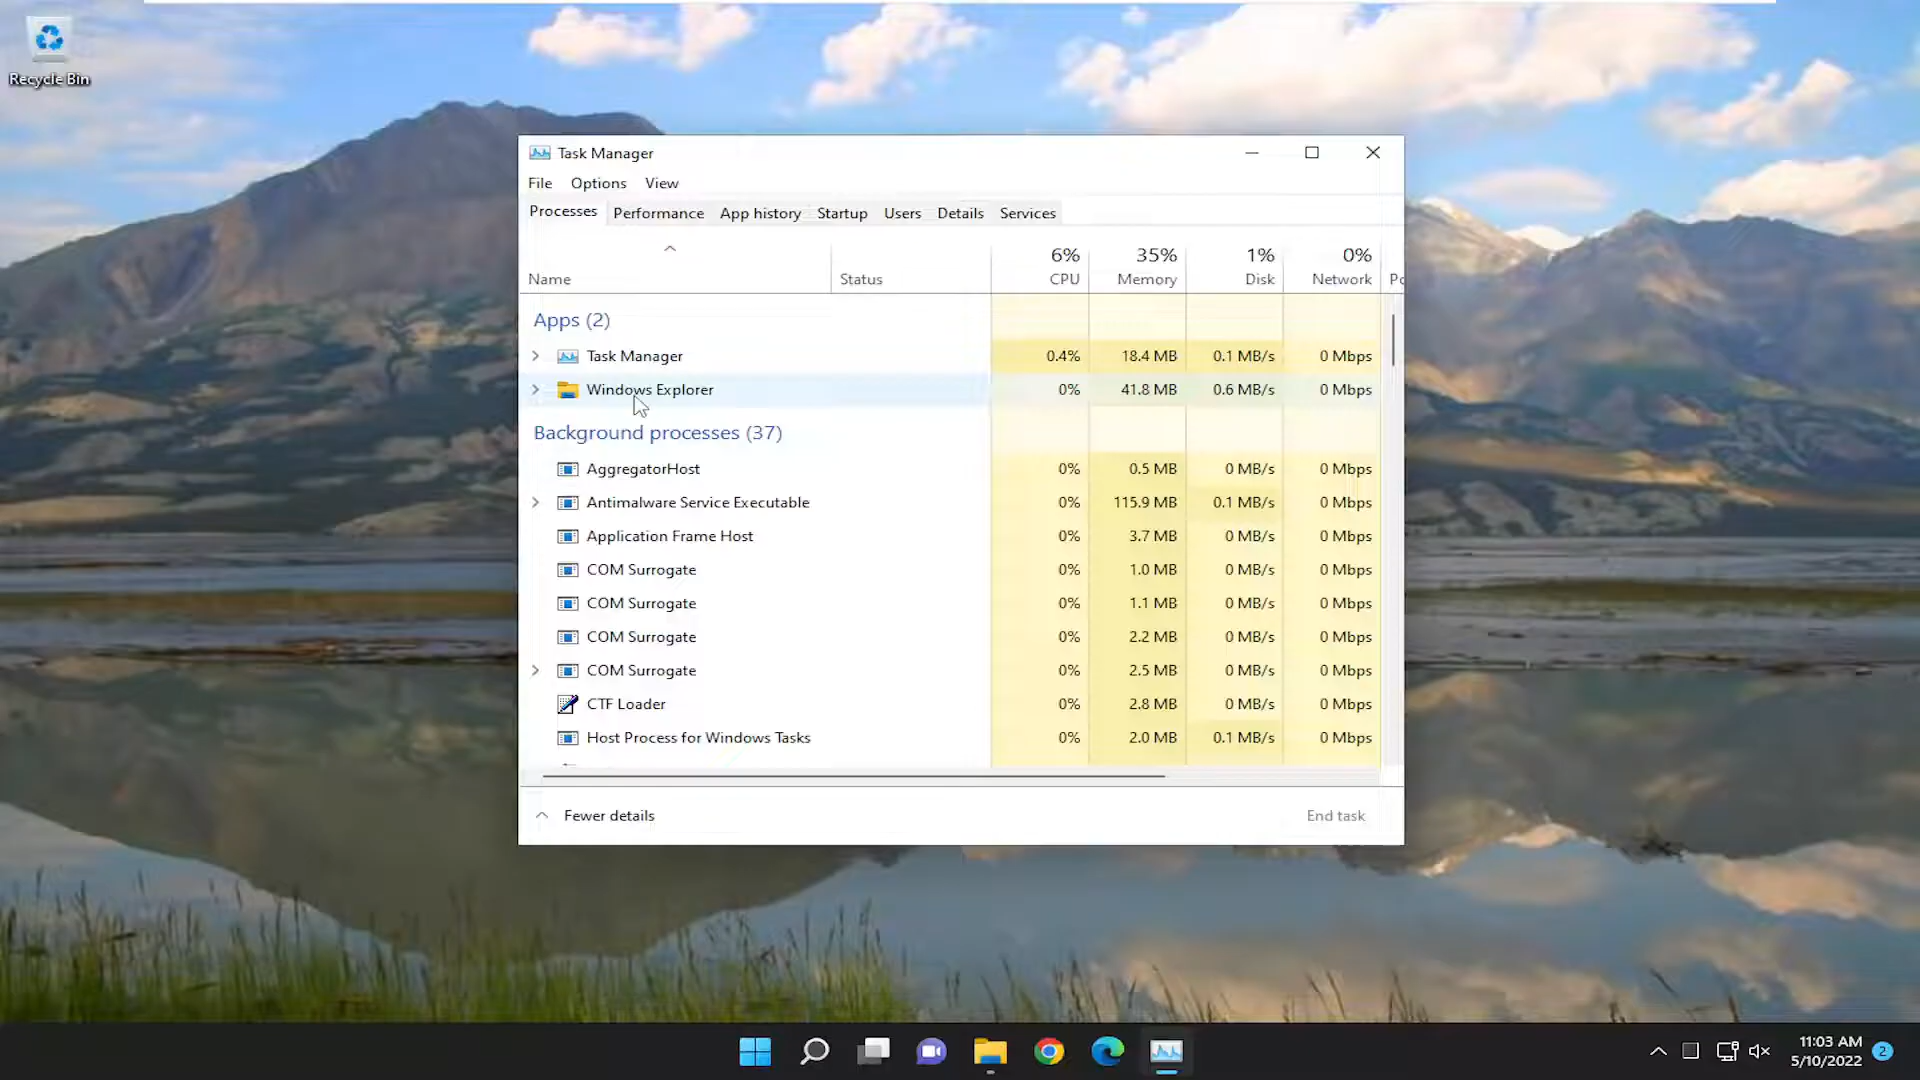 Recycle Bin
Task Manager
File Options View
Processes Performance App history Startup Users Details Services
6% 35% 1% 0%
Name Status CPU Memory Disk Network Pc
Apps (2)
Task Manager 0.4% 18.4 MB 0.1 MB/s 0 Mbps
Windows Explorer 0% 41.8 MB 0.6 MB/s 0 Mbps
Background processes (37)
AggregatorHost 0% 0.5 MB 0 MB/s 0 Mbps
Antimalware Service Executable 0% 115.9 MB 0.1 MB/s 0 Mbps
Application Frame Host 0% 3.7 MB 0 MB/s 0 Mbps
COM Surrogate 0% 1.0 MB 0 MB/s 0 Mbps
COM Surrogate 0% 1.1 MB 0 MB/s 0 Mbps
COM Surrogate 0% 2.2 MB 0 MB/s 0 Mbps
COM Surrogate 0% 2.5 MB 0 MB/s 0 Mbps
CTF Loader 0% 2.8 MB 0 MB/s 0 Mbps
Host Process for Windows Tasks 0% 2.0 MB 0.1 MB/s 0 Mbps
Fewer details End task
11:03 AM
5/10/2022 2